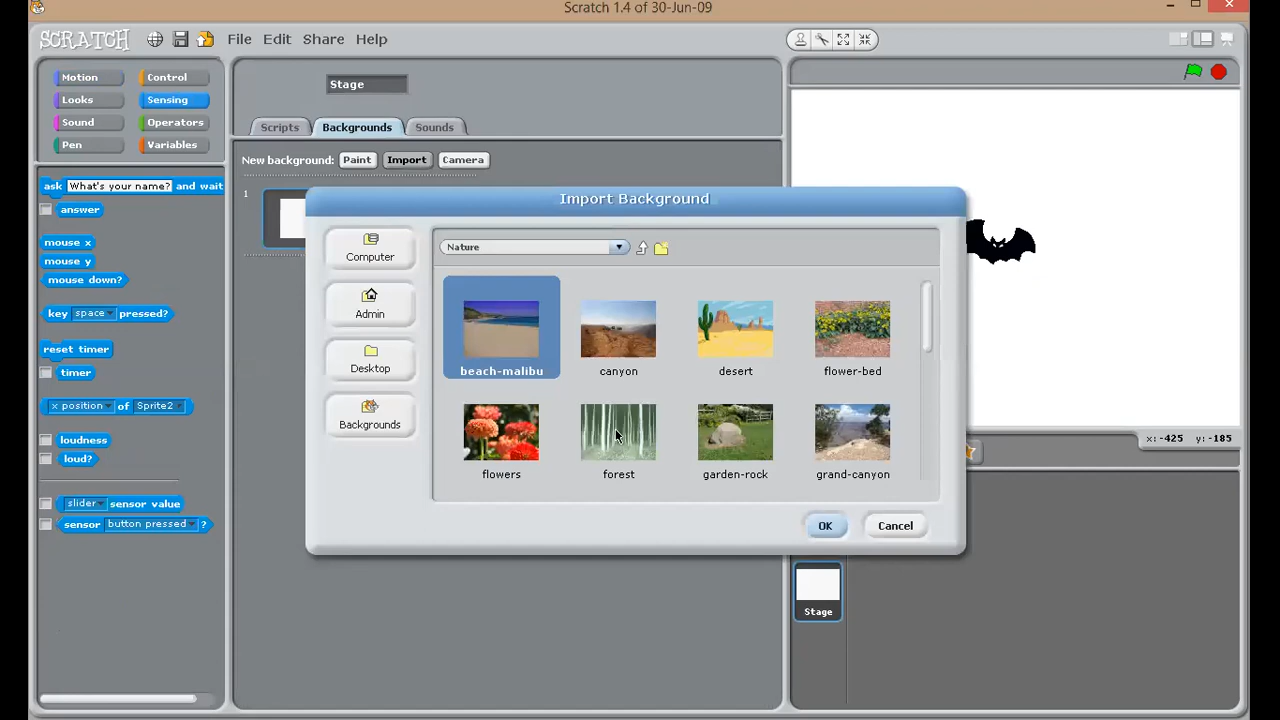 Scratch 1.4 of 30-Jun-09
SCRATCH File Edit Share Help
Motion Control
Looks Sensing
Sound Operators
Pen Variables
Stage
Scripts Backgrounds Sounds
New background: Paint Import Camera
1
ask What's your name? and wait
answer
mouse x
mouse y
mouse down?
key space pressed?
reset timer
timer
x position of Sprite2
loudness
loud?
slider sensor value
sensor button pressed ?
Import Background
Computer
Admin
Desktop
Backgrounds
Nature
beach-malibu canyon desert flower-bed
flowers forest garden-rock grand-canyon
OK Cancel
x: -425 y: -185
Stage